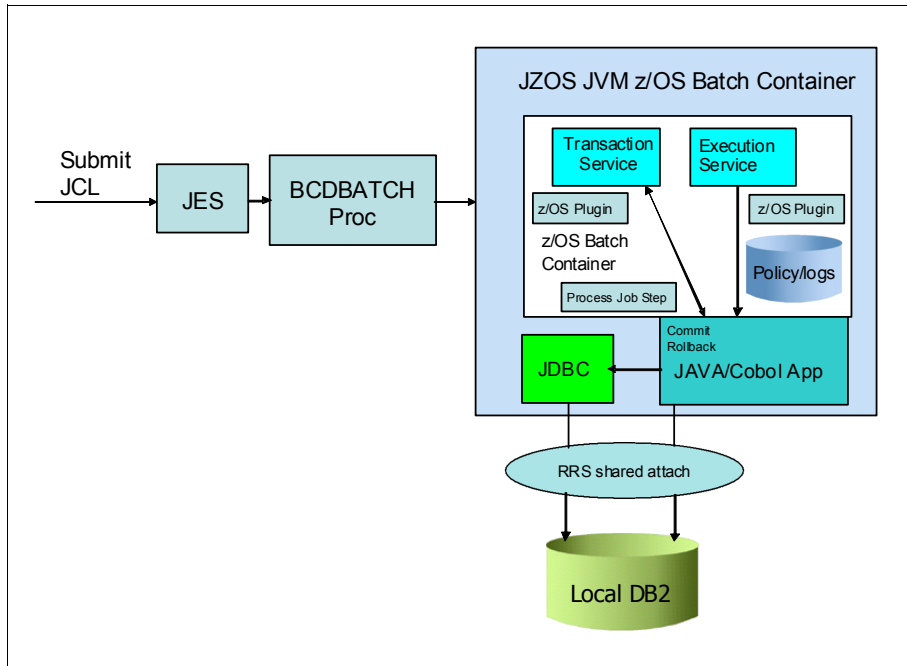 JZOS JVM z/OS Batch Container
Submit
JCL
JES
BCDBATCH
Proc
Transaction
Service
Execution
Service
z/OS Plugin
z/OS Plugin
z/OS Batch
Container
Policy/logs
Process Job Step
Commit
Rollback
JAVA/Cobol App
JDBC
RRS shared attach
Local DB2